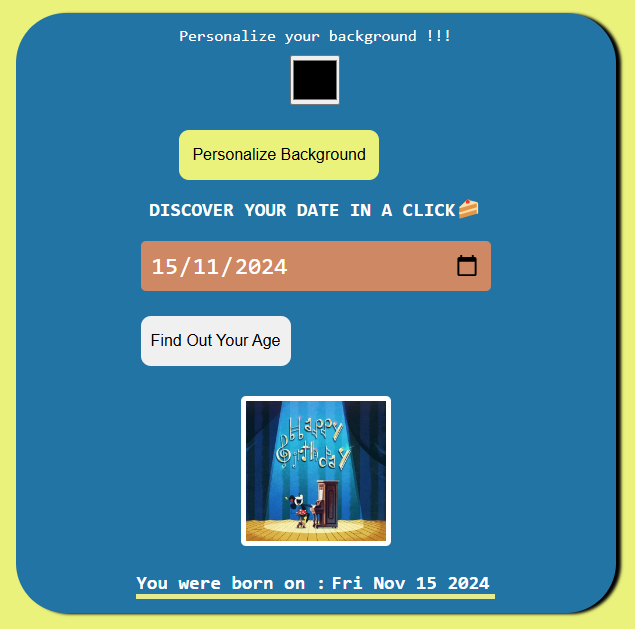 Personalize your background !!!
Personalize Background
DISCOVER YOUR DATE IN A CLICK🍰
15/11/2024
Find Out Your Age
Happy
Birthday
You were born on : Fri Nov 15 2024